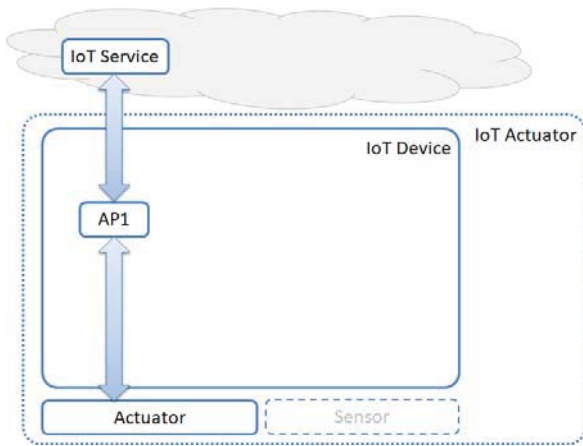 IoT Service
IoT Actuator
IoT Device
AP1
Actuator
Sensor